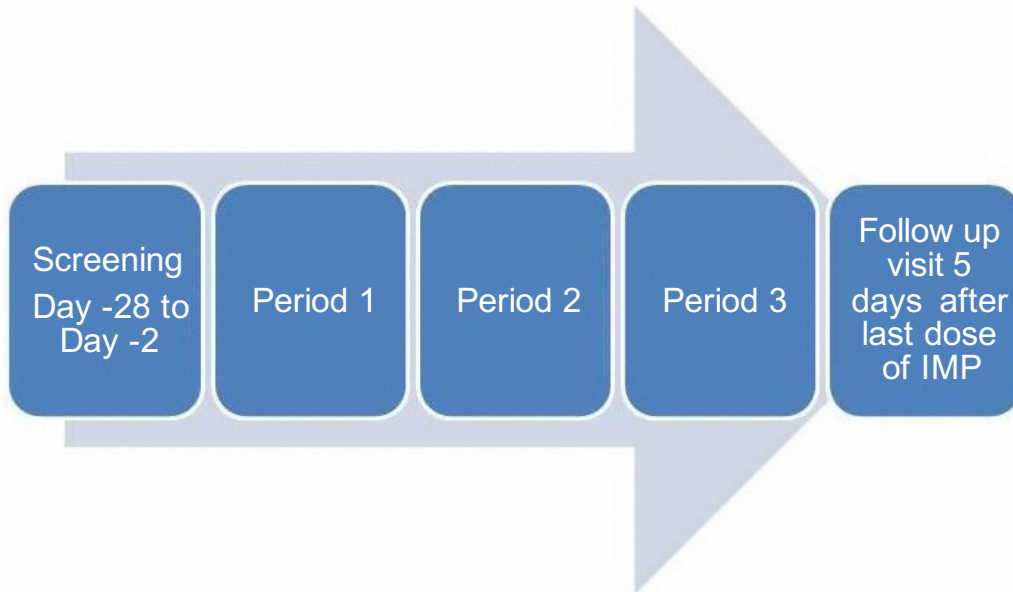 Screening
Day -28 to
Day -2
Period 1
Period 2
Period 3
Follow up
visit 5
days after
last dose
of IMP